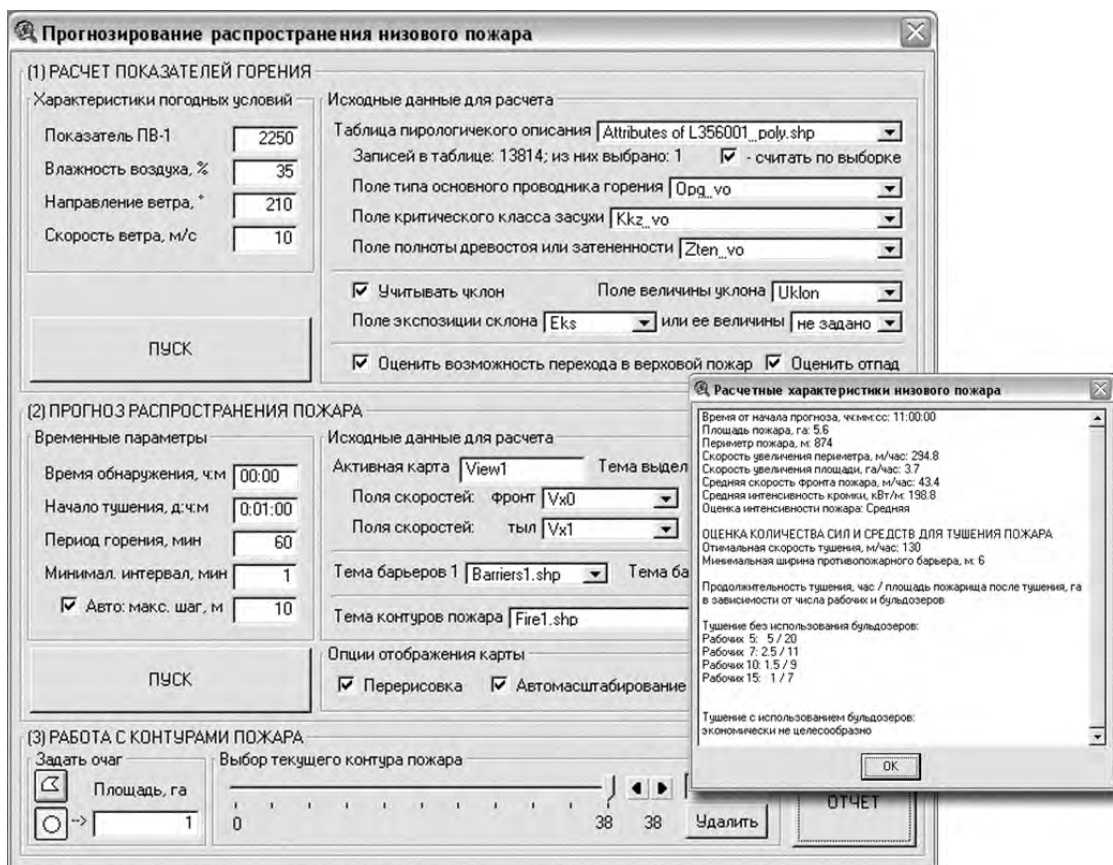 Прогнозирование распространения низового пожара
(1) РАСЧЕТ ПОКАЗАТЕЛЕЙ ГОРЕНИЯ
Характеристики погодных условий
Показатель ПВ-1 2250
Влажность воздуха, % 35
Направление ветра, ° 210
Скорость ветра, м/с 10
ПУСК
Исходные данные для расчета
Таблица пирологичекого описания Attributes of L356001_poly.shp
Записей в таблице: 13814; из них выбрано: 1 - считать по выборке
Поле типа основного проводника горения Opg_vo
Поле критического класса засухи Kkz_vo
Поле полноты древостоя или затененности Zten_vo
Учитывать уклон Поле величины уклона Uklon
Поле экспозиции склона Eks или ее величины не задано
Оценить возможность перехода в верховой пожар Оценить отпад
(2) ПРОГНОЗ РАСПРОСТРАНЕНИЯ ПОЖАРА
Временные параметры
Время обнаружения, ч:м 00:00
Начало тушения, д:ч:м 0:01:00
Период горения, мин 60
Минимал. интервал, мин 1
Авто: макс. шаг, м 10
ПУСК
Исходные данные для расчета
Активная карта View1 Тема выдел
Поля скоростей: фронт Vx0
Поля скоростей: тыл Vx1
Тема барьеров 1 Barriers1.shp Тема ба
Тема контуров пожара Fire1.shp
Опции отображения карты
Перерисовка Автомасштабирование
(3) РАБОТА С КОНТУРАМИ ПОЖАРА
Задать очаг
Площадь, га
--> 1
Выбор текущего контура пожара
0 38 38
Удалить
ОТЧЕТ
Расчетные характеристики низового пожара
Время от начала прогноза, ч:мм:сс: 11:00:00
Площадь пожара, га: 5.6
Периметр пожара, м: 874
Скорость увеличения периметра, м/час: 294.8
Скорость увеличения площади, га/час: 3.7
Средняя скорость фронта пожара, м/час: 43.4
Средняя интенсивность кромки, кВт/м: 198.8
Оценка интенсивности пожара: Средняя
ОЦЕНКА КОЛИЧЕСТВА СИЛ И СРЕДСТВ ДЛЯ ТУШЕНИЯ ПОЖАРА
Отимальная скорость тушения, м/час: 130
Минимальная ширина противопожарного барьера, м: 6
Продолжительность тушения, час / площадь пожарища после тушения, га
в зависимости от числа рабочих и бульдозеров
Тушение без использования бульдозеров:
Рабочих 5: 5 / 20
Рабочих 7: 2.5 / 11
Рабочих 10: 1.5 / 9
Рабочих 15: 1 / 7
Тушение с использованием бульдозеров:
экономически не целесообразно
OK